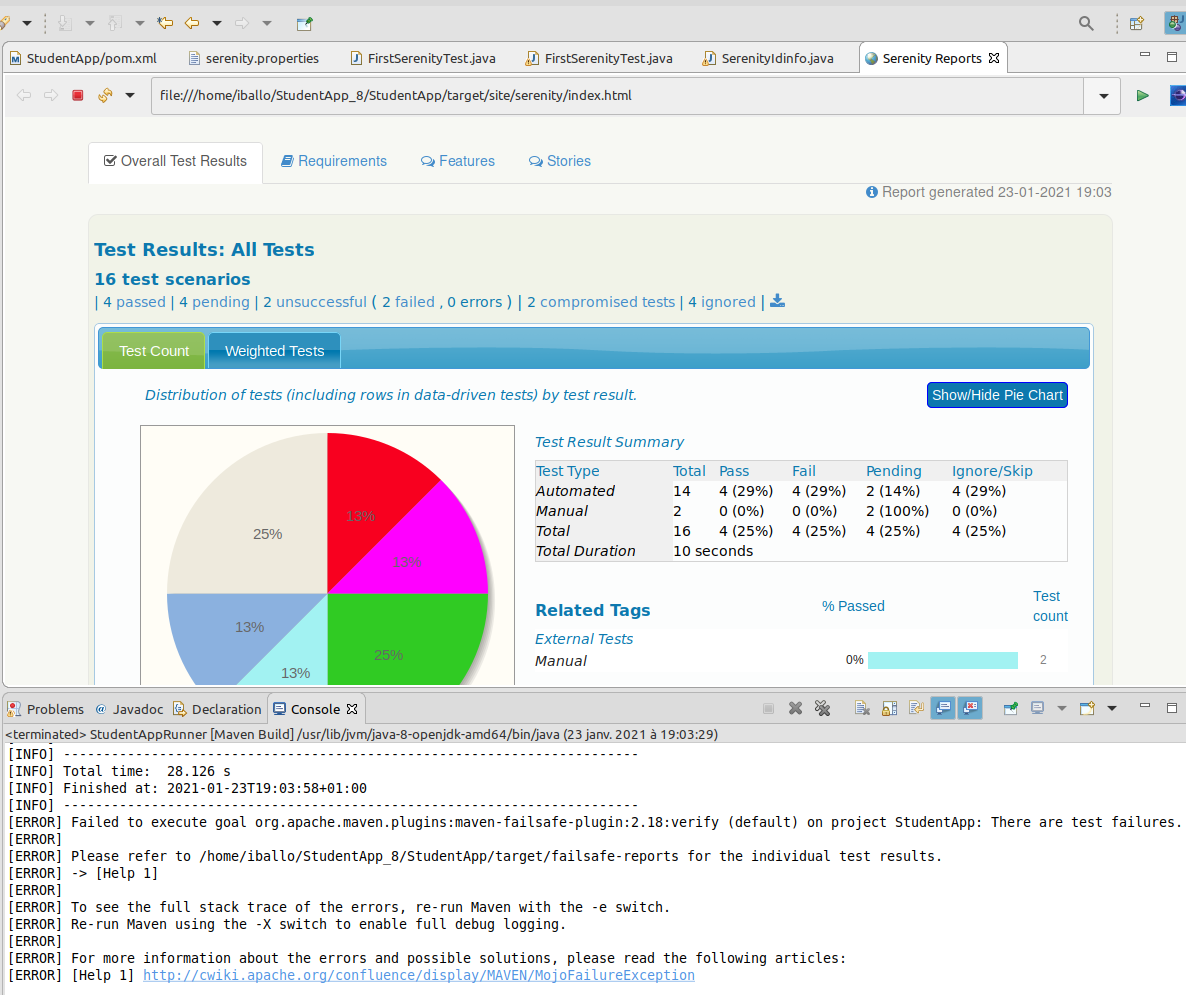 StudentApp/pom.xml serenity.properties FirstSerenityTest.java FirstSerenityTest.java SerenityIdinfo.java Serenity Reports
file:///home/iballo/StudentApp_8/StudentApp/target/site/serenity/index.html
Overall Test Results Requirements Features Stories
Report generated 23-01-2021 19:03
Test Results: All Tests
16 test scenarios
| 4 passed | 4 pending | 2 unsuccessful ( 2 failed , 0 errors ) | 2 compromised tests | 4 ignored |
Test Count Weighted Tests
Distribution of tests (including rows in data-driven tests) by test result.
Show/Hide Pie Chart
13%
25%
13%
13%
25%
13%
Test Result Summary
Test Type Total Pass Fail Pending Ignore/Skip
Automated 14 4 (29%) 4 (29%) 2 (14%) 4 (29%)
Manual 2 0 (0%) 0 (0%) 2 (100%) 0 (0%)
Total 16 4 (25%) 4 (25%) 4 (25%) 4 (25%)
Total Duration 10 seconds
Related Tags % Passed Test count
External Tests
Manual 0% 2
Problems Javadoc Declaration Console
<terminated> StudentAppRunner [Maven Build] /usr/lib/jvm/java-8-openjdk-amd64/bin/java (23 janv. 2021 à 19:03:29)
[INFO] ------------------------------------------------------------------------
[INFO] Total time:  28.126 s
[INFO] Finished at: 2021-01-23T19:03:58+01:00
[INFO] ------------------------------------------------------------------------
[ERROR] Failed to execute goal org.apache.maven.plugins:maven-failsafe-plugin:2.18:verify (default) on project StudentApp: There are test failures.
[ERROR]
[ERROR] Please refer to /home/iballo/StudentApp_8/StudentApp/target/failsafe-reports for the individual test results.
[ERROR] -> [Help 1]
[ERROR]
[ERROR] To see the full stack trace of the errors, re-run Maven with the -e switch.
[ERROR] Re-run Maven using the -X switch to enable full debug logging.
[ERROR]
[ERROR] For more information about the errors and possible solutions, please read the following articles:
[ERROR] [Help 1] http://cwiki.apache.org/confluence/display/MAVEN/MojoFailureException